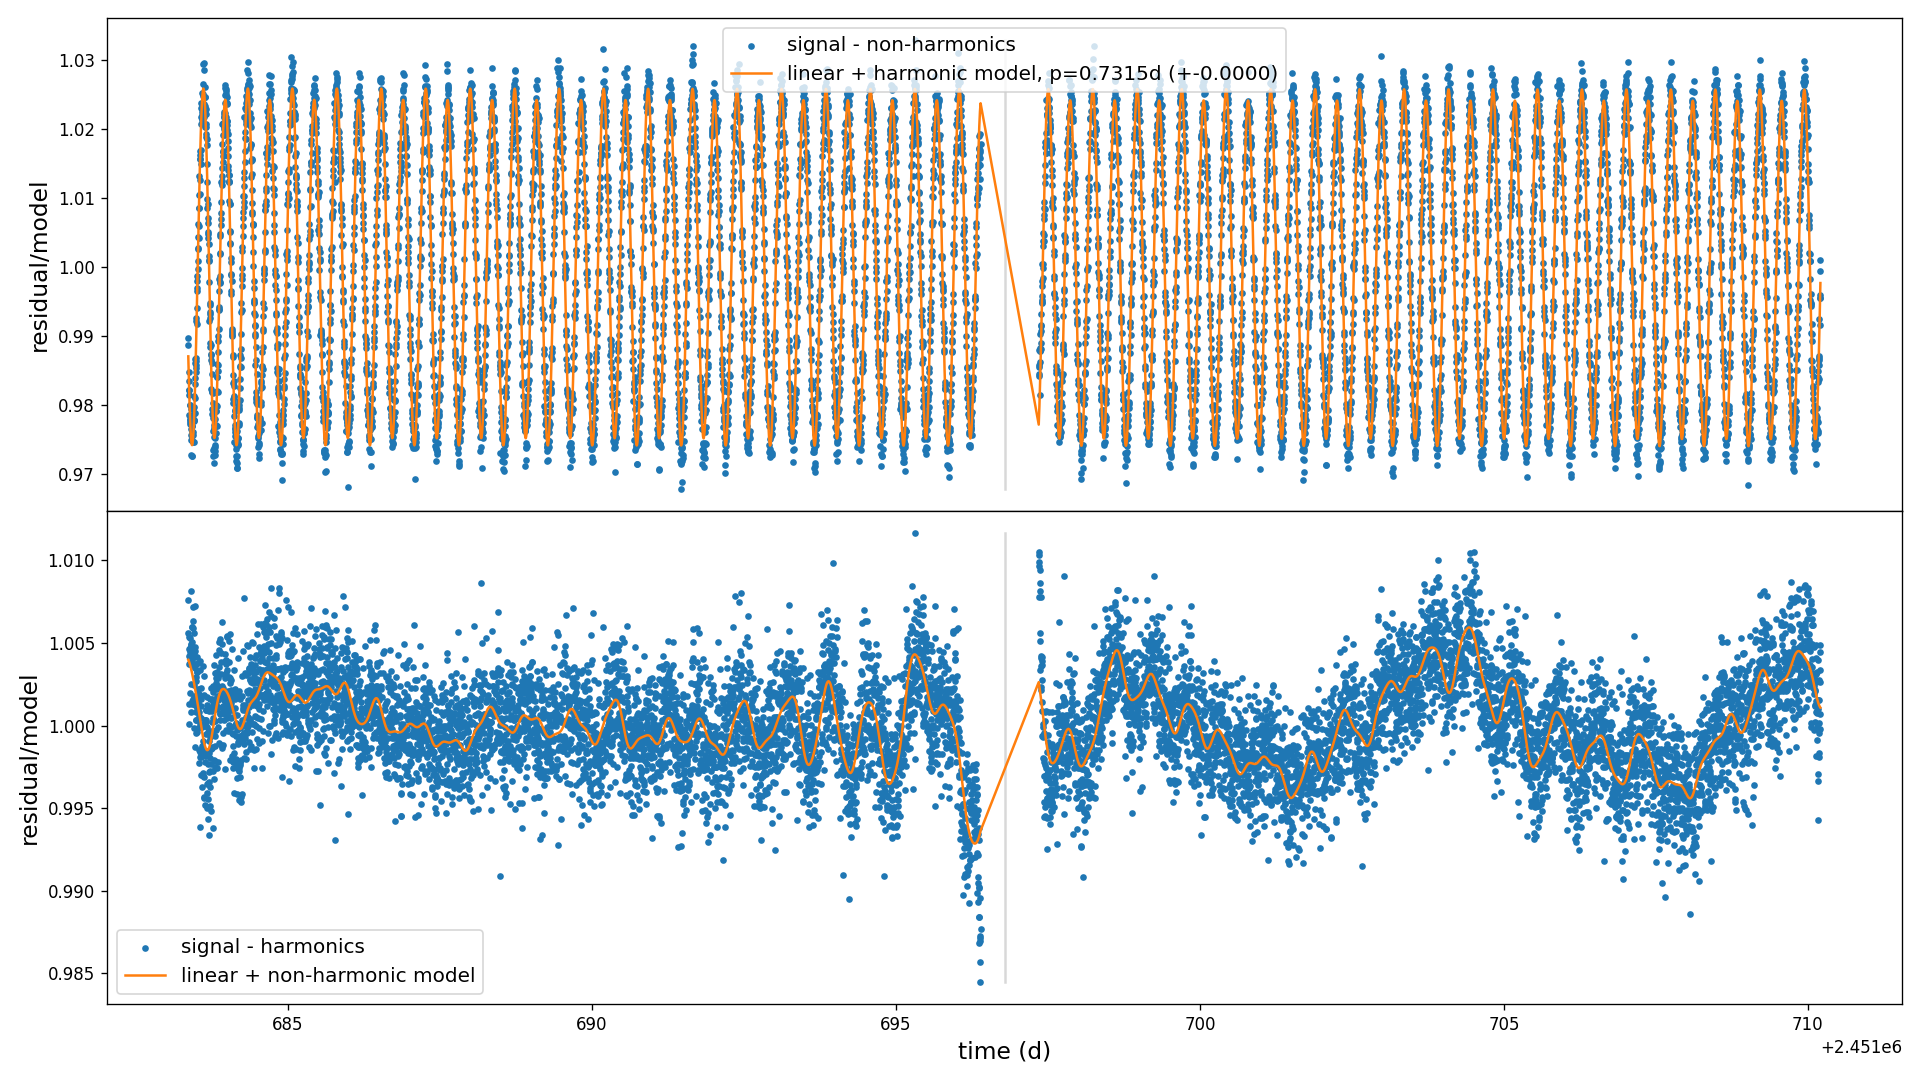 signal - non-harmonics
linear + harmonic model, p=0.7315d (+-0.0000)
residual/model
1.03
1.02
1.01
1.00
0.99
0.98
0.97
residual/model
1.010
1.005
1.000
0.995
0.990
0.985
signal - harmonics
linear + non-harmonic model
685
690
695
700
705
710
+2.451e6
time (d)